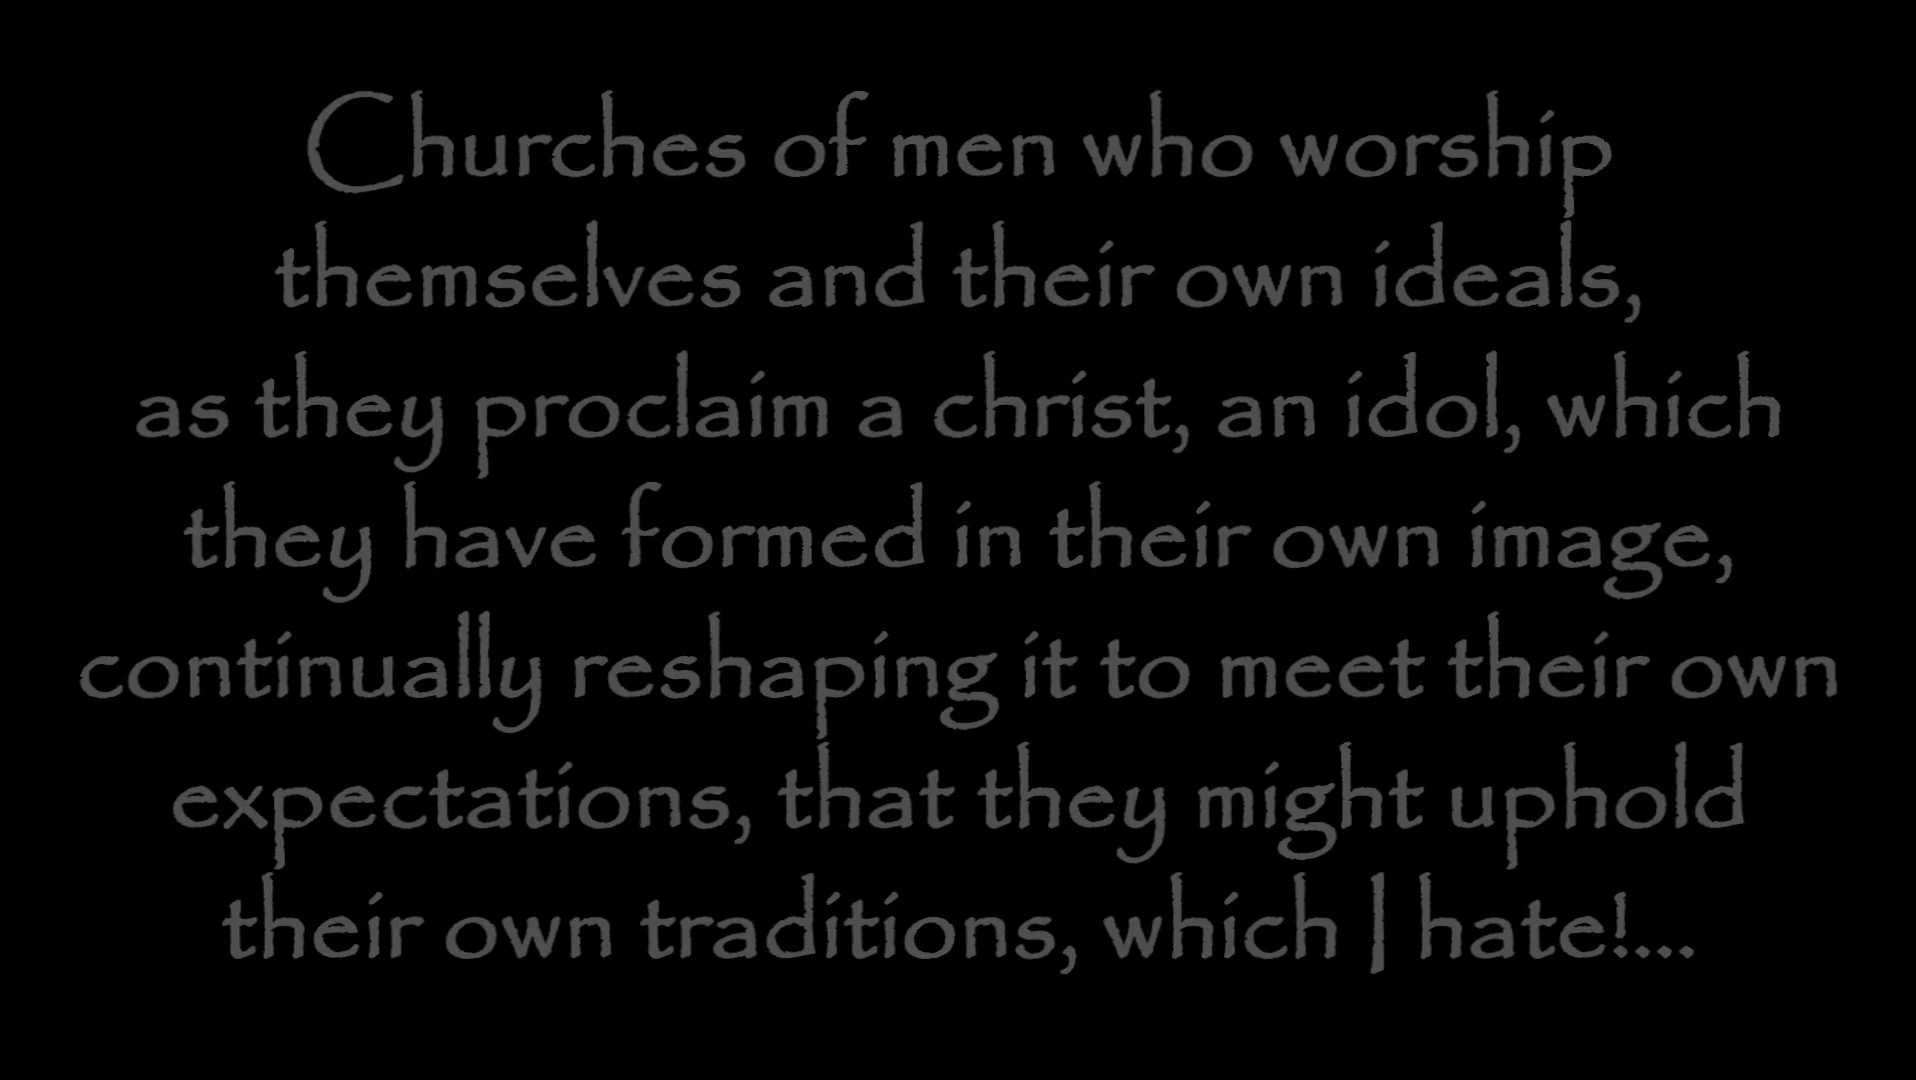 Churches of men who worship
themselves and their own ideals,
as they proclaim a christ, an idol, which
they have formed in their own image,
continually reshaping it to meet their own
expectations, that they might uphold
their own traditions, which I hate!...